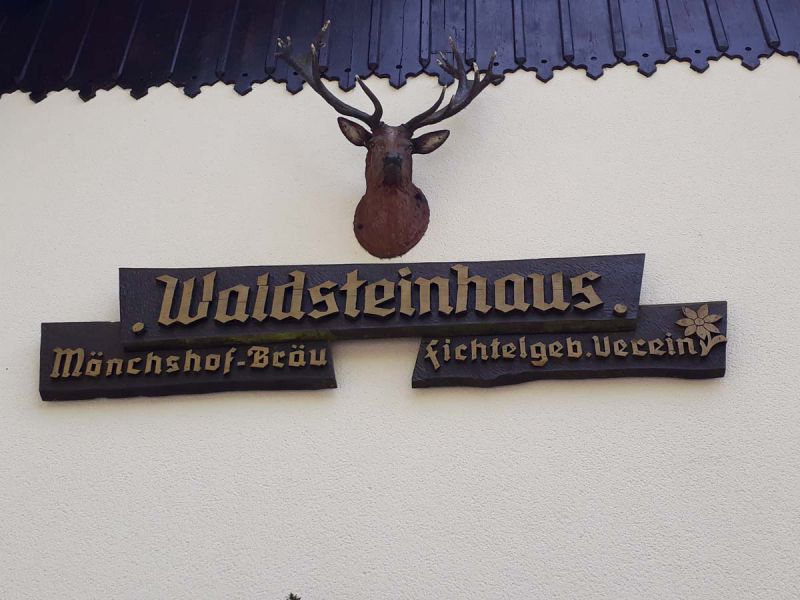 Waldsteinhaus
Mönchshof-Bräu
Fichtelgeb. Verein